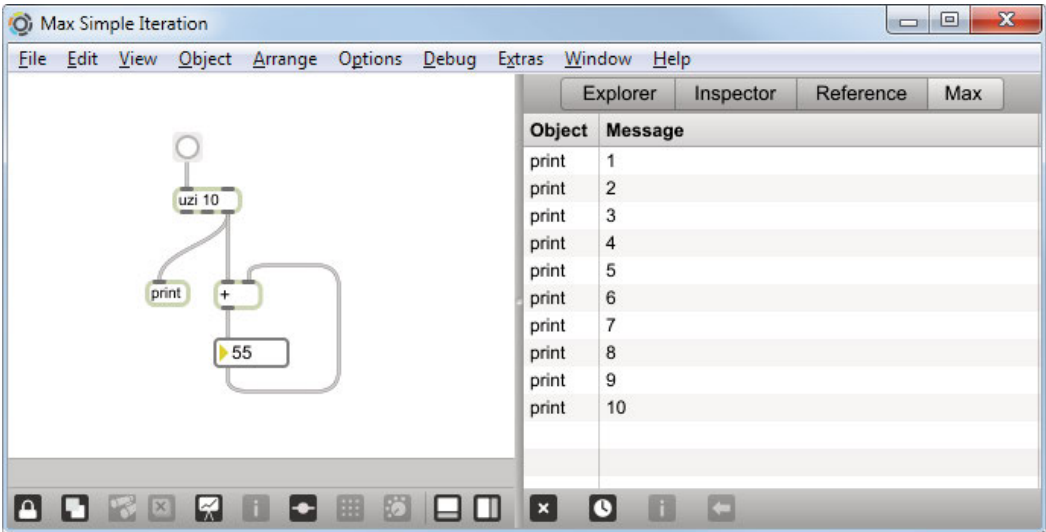 Max Simple Iteration
File Edit View Object Arrange Options Debug Extras Window Help
Explorer Inspector Reference Max
uzi 10
print +
55
Object Message
print 1
print 2
print 3
print 4
print 5
print 6
print 7
print 8
print 9
print 10